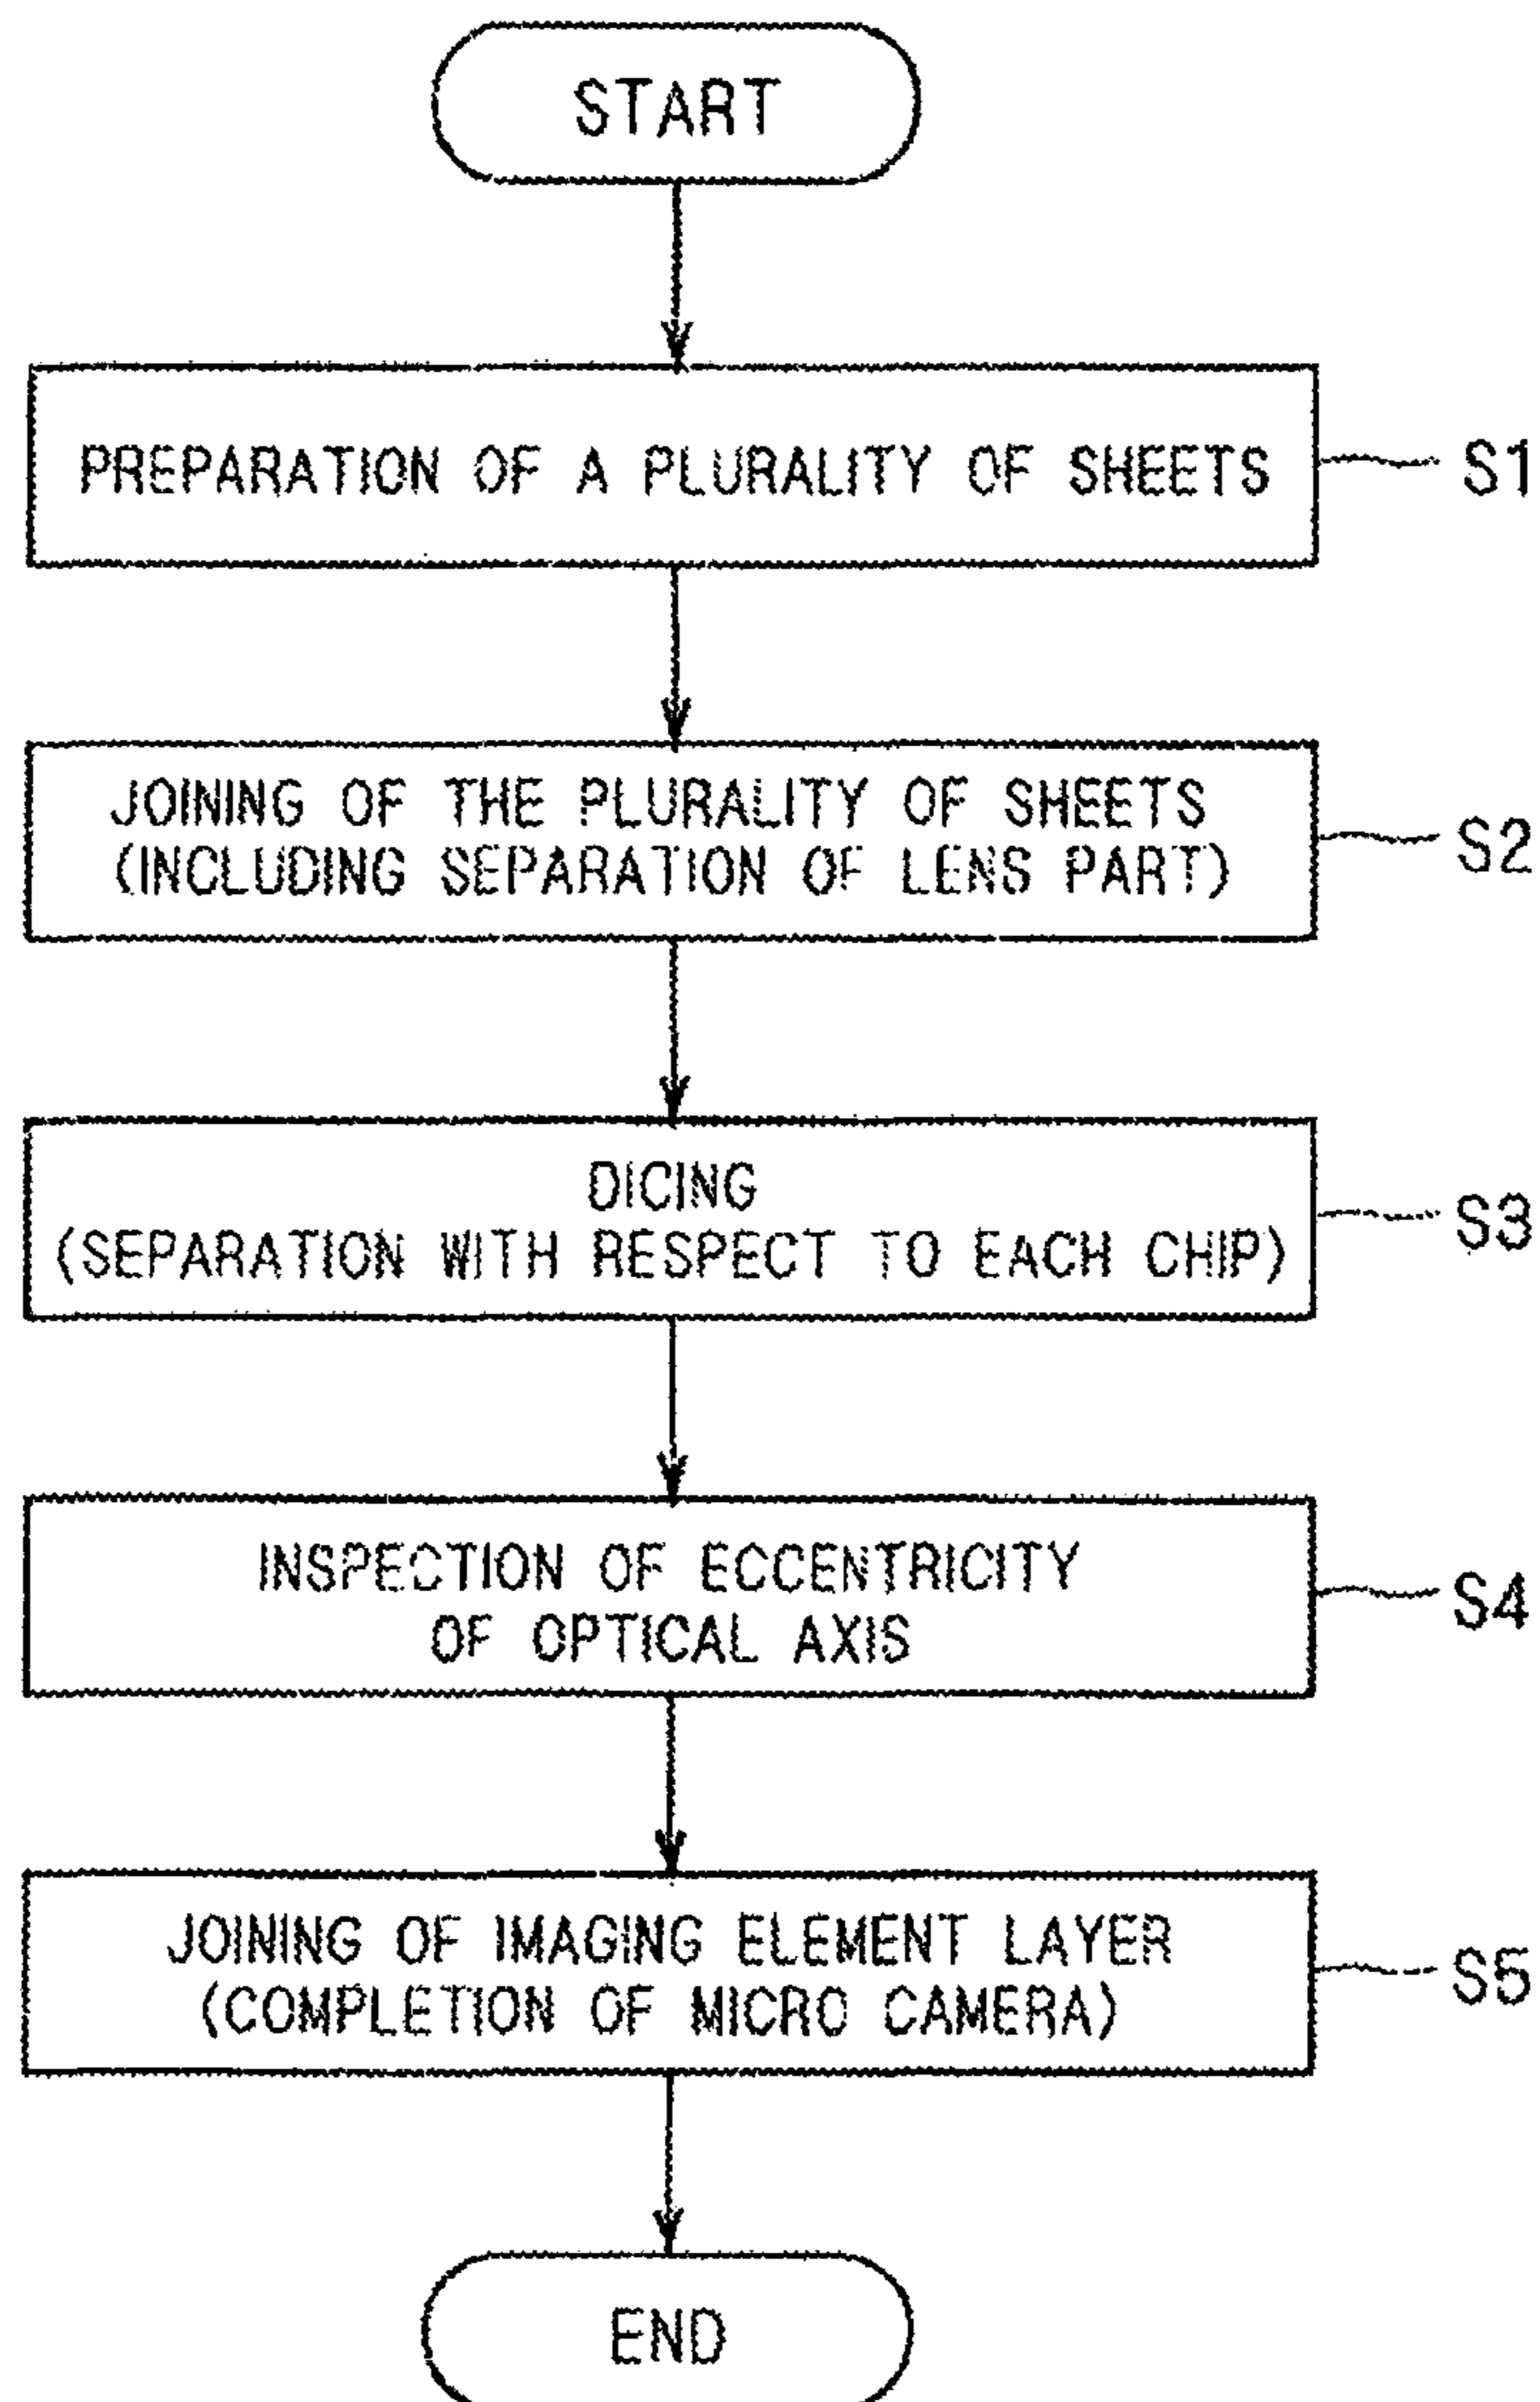 START
PREPARATION OF A PLURALITY OF SHEETS
S1
JOINING OF THE PLURALITY OF SHEETS
(INCLUDING SEPARATION OF LENS PART)
S2
DICING
(SEPARATION WITH RESPECT TO EACH CHIP)
S3
INSPECTION OF ECCENTRICITY
OF OPTICAL AXIS
S4
JOINING OF IMAGING ELEMENT LAYER
(COMPLETION OF MICRO CAMERA)
S5
END